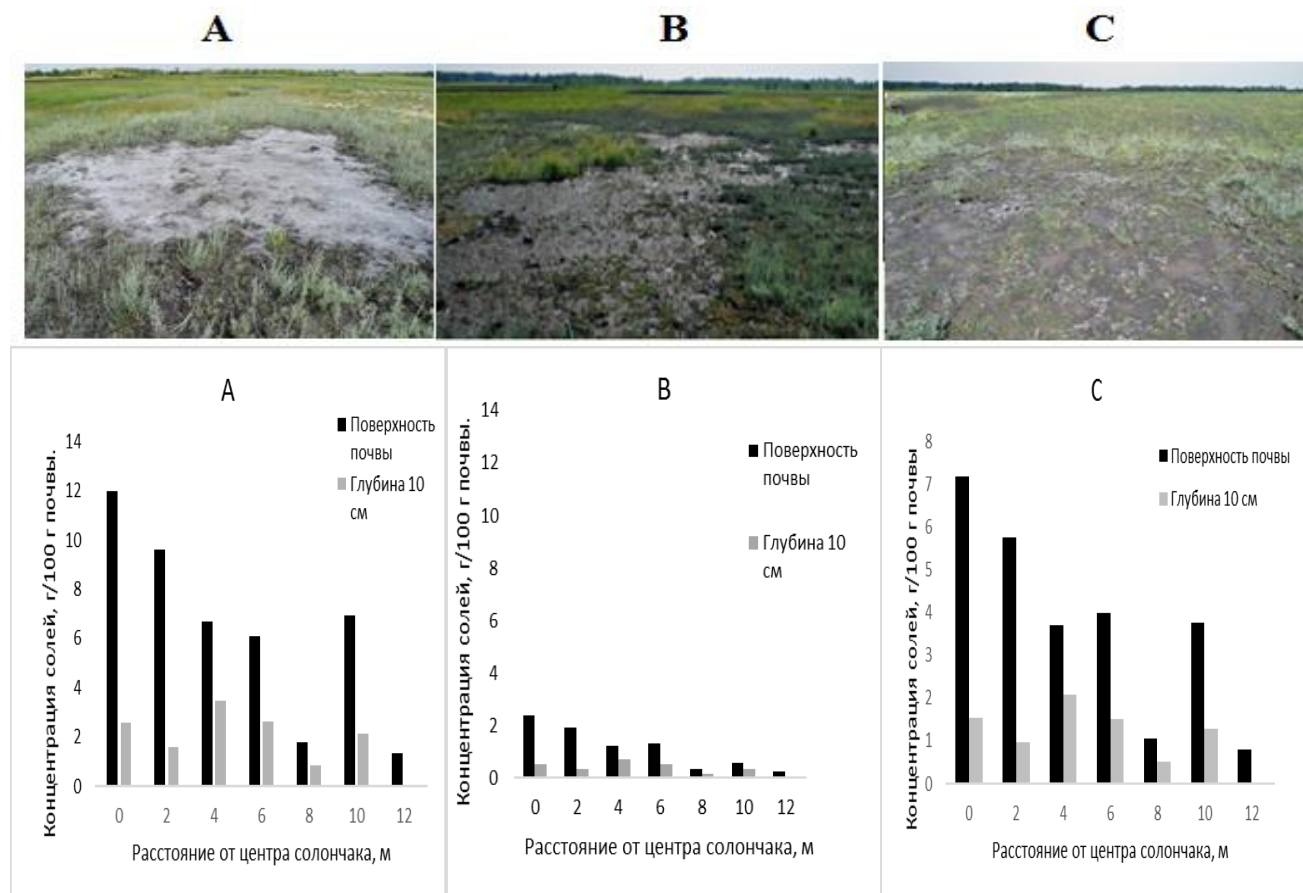 A
B
C
A
Поверхность
почвы
Глубина 10
см
Концентрация солей, г/100 г почвы.
14
12
10
8
6
4
2
0
0 2 4 6 8 10 12
Расстояние от центра солончака, м
B
Поверхность
почвы
Глубина 10
см
Концентрация солей, г/100 г почвы.
14
12
10
8
6
4
2
0
0 2 4 6 8 10 12
Расстояние от центра солончака, м
C
Поверхность почвы
Глубина 10 см
Концентрация солей, г/100 г почвы
8
7
6
5
4
3
2
1
0
0 2 4 6 8 10 12
Расстояние от центра солончака, м